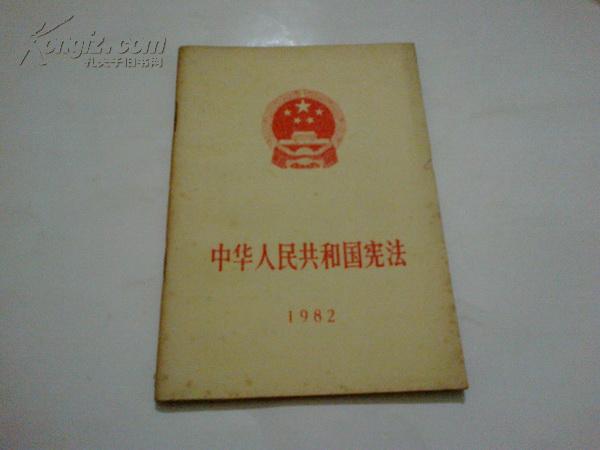 Kongfz.com
孔夫子旧书网
中华人民共和国宪法
1982